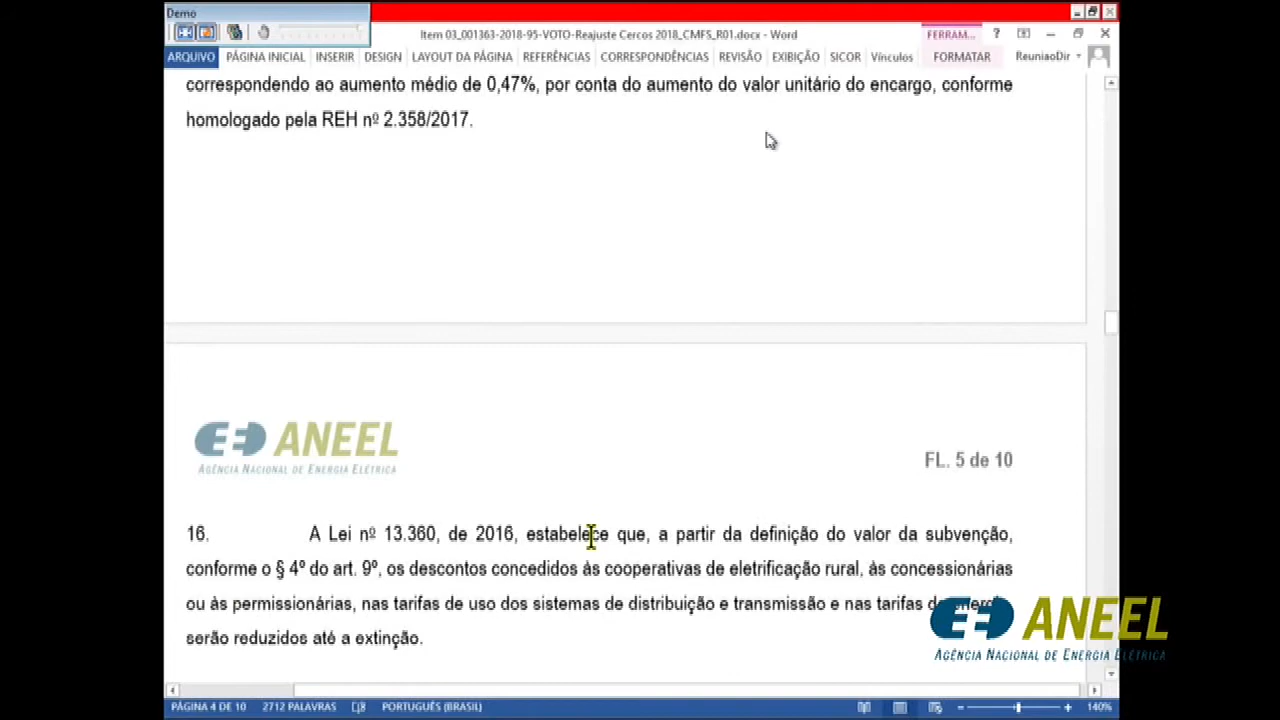 Demo
Item 03_001363-2018-95-VOTO-Reajuste Cercos 2018_CMFS_R01.docx - Word
FERRAM...
?
ARQUIVO PÁGINA INICIAL INSERIR DESIGN LAYOUT DA PÁGINA REFERÊNCIAS CORRESPONDÊNCIAS REVISÃO EXIBIÇÃO SICOR Vínculos FORMATAR ReuniaoDir
correspondendo ao aumento médio de 0,47%, por conta do aumento do valor unitário do encargo, conforme
homologado pela REH nº 2.358/2017.
ANEEL
AGÊNCIA NACIONAL DE ENERGIA ELÉTRICA
FL. 5 de 10
16. A Lei nº 13.360, de 2016, estabelece que, a partir da definição do valor da subvenção,
conforme o § 4º do art. 9º, os descontos concedidos às cooperativas de eletrificação rural, às concessionárias
ou às permissionárias, nas tarifas de uso dos sistemas de distribuição e transmissão e nas tarifas
serão reduzidos até a extinção.
ANEEL
AGÊNCIA NACIONAL DE ENERGIA ELÉTRICA
PÁGINA 4 DE 10 2712 PALAVRAS PORTUGUÊS (BRASIL) 140%